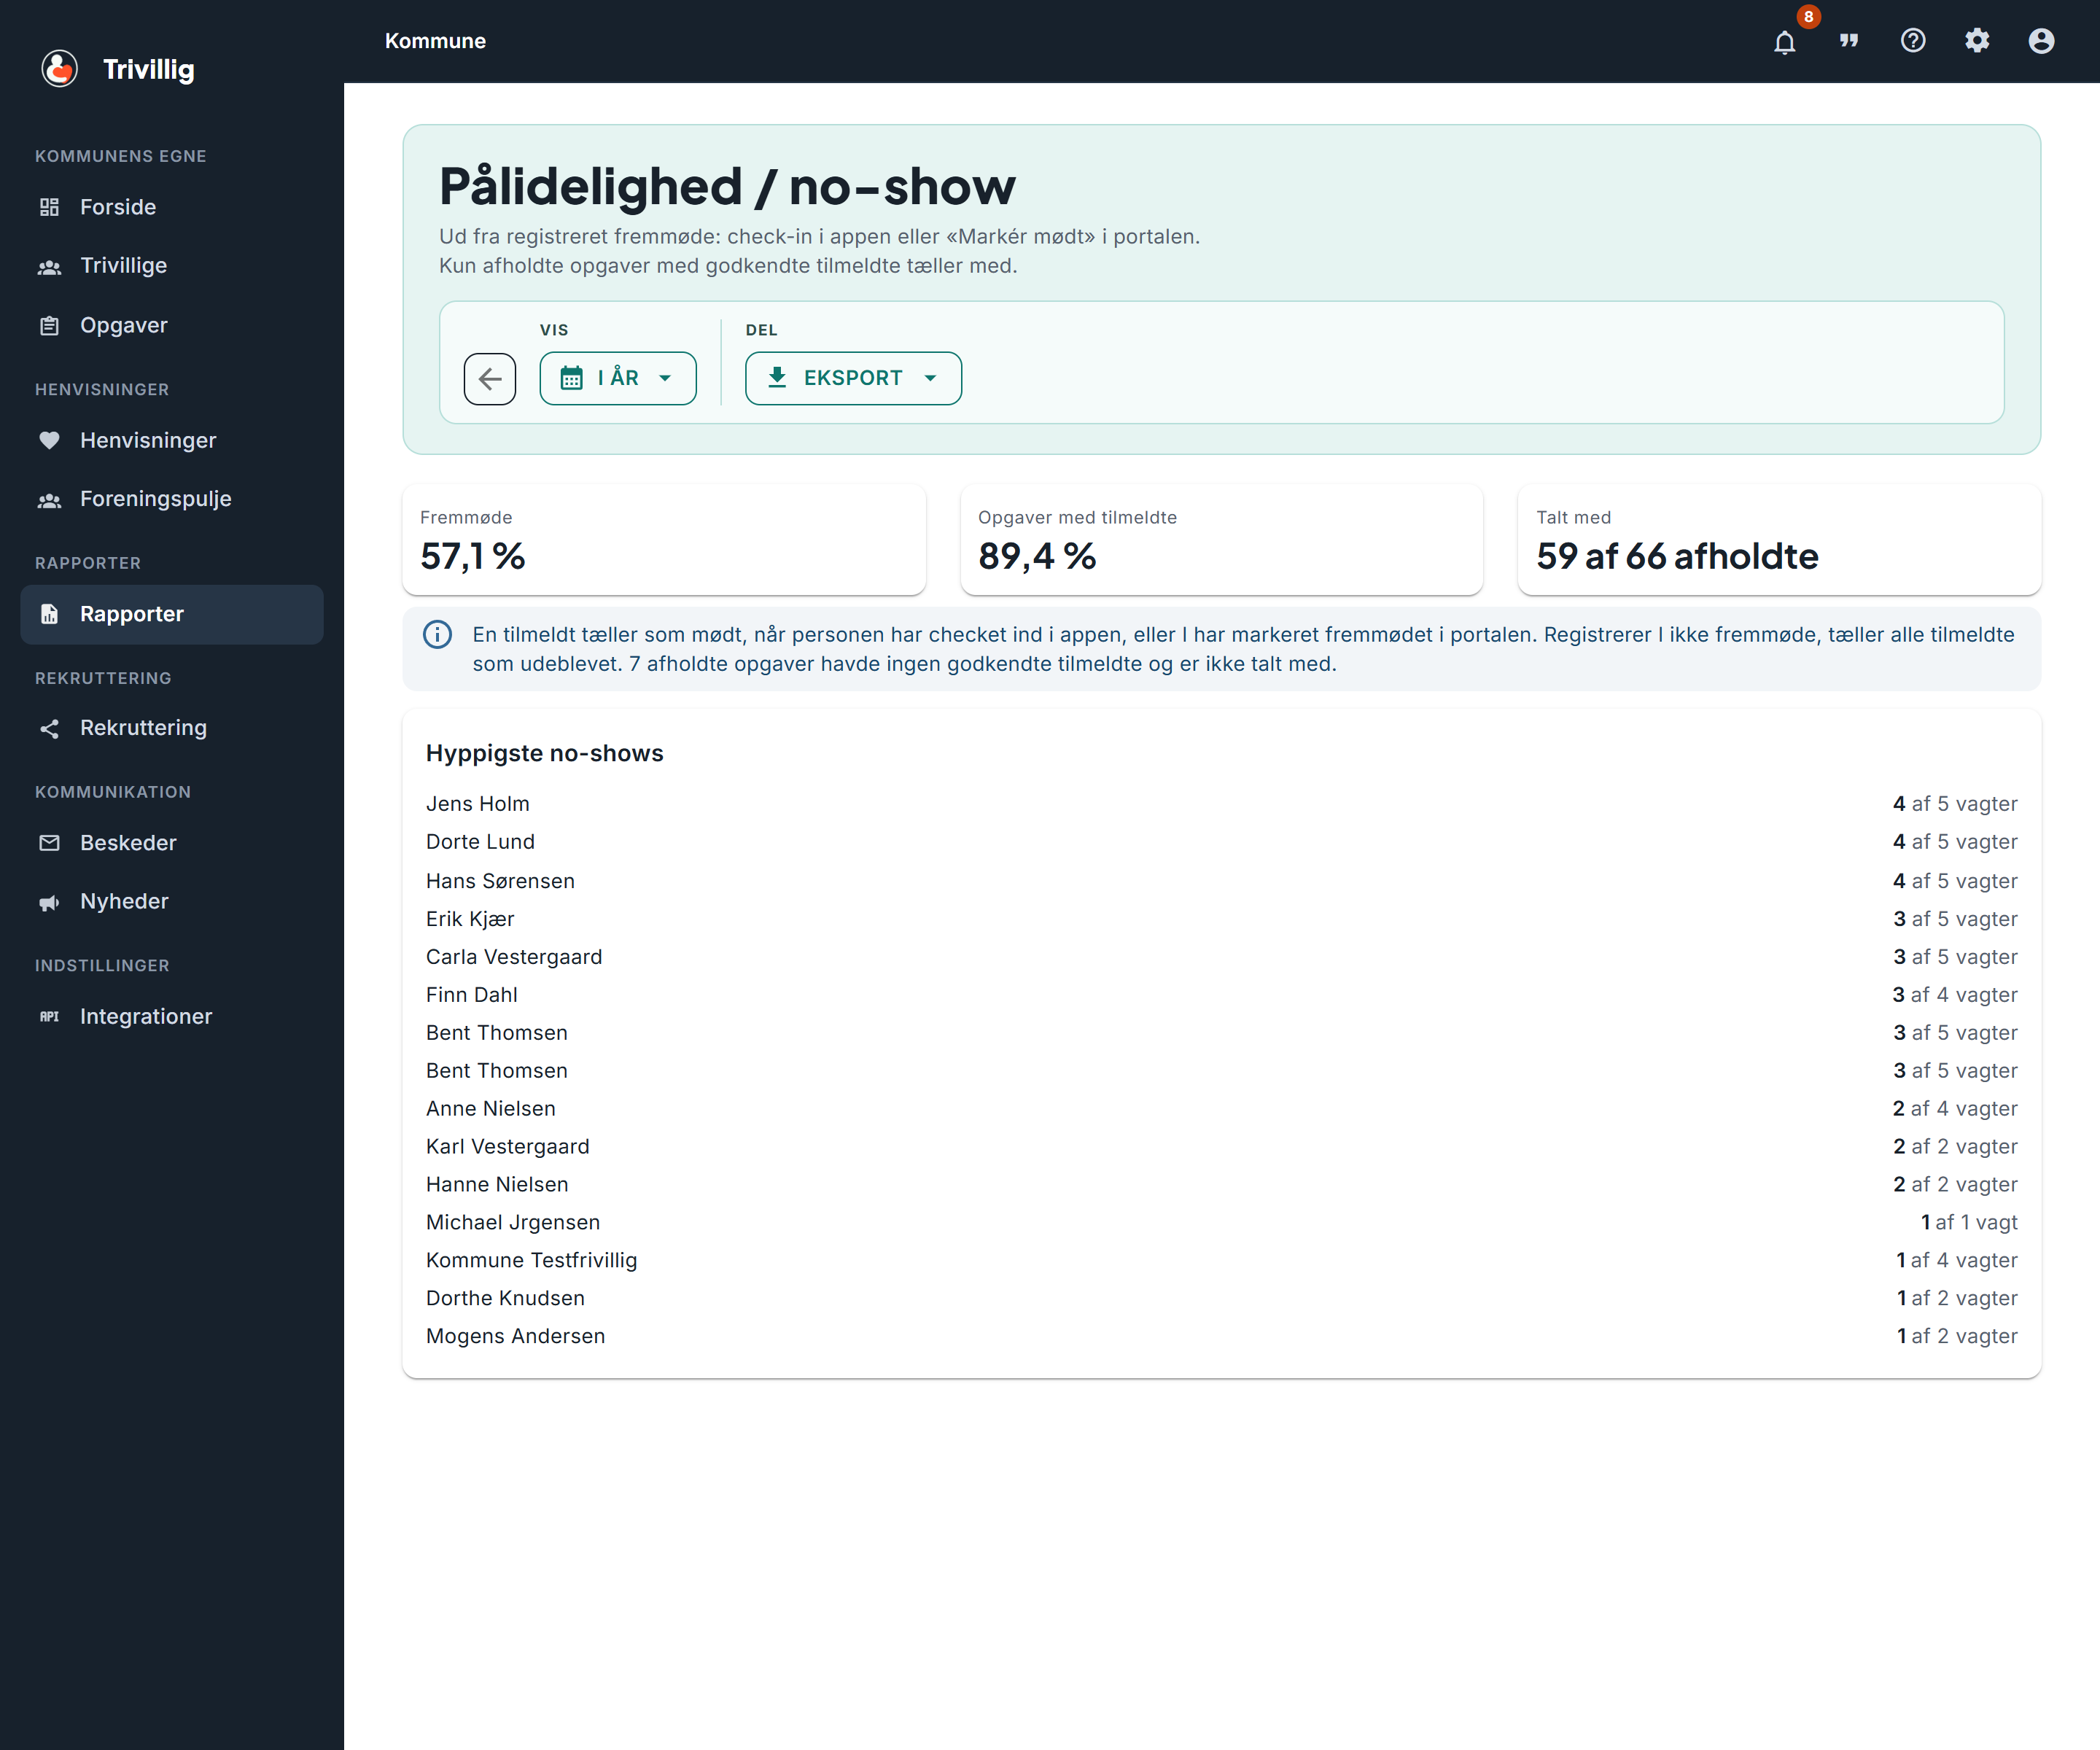 Trivillig
Kommune
8
KOMMUNENS EGNE
Forside
Trivillige
Opgaver
HENVISNINGER
Henvisninger
Foreningspulje
RAPPORTER
Rapporter
REKRUTTERING
Rekruttering
KOMMUNIKATION
Beskeder
Nyheder
INDSTILLINGER
API Integrationer
Pålidelighed / no-show
Ud fra registreret fremmøde: check-in i appen eller «Markér mødt» i portalen.
Kun afholdte opgaver med godkendte tilmeldte tæller med.
VIS
I ÅR
DEL
EKSPORT
Fremmøde
57,1 %
Opgaver med tilmeldte
89,4 %
Talt med
59 af 66 afholdte
En tilmeldt tæller som mødt, når personen har checket ind i appen, eller I har markeret fremmødet i portalen. Registrerer I ikke fremmøde, tæller alle tilmeldte
som udeblevet. 7 afholdte opgaver havde ingen godkendte tilmeldte og er ikke talt med.
Hyppigste no-shows
Jens Holm 4 af 5 vagter
Dorte Lund 4 af 5 vagter
Hans Sørensen 4 af 5 vagter
Erik Kjær 3 af 5 vagter
Carla Vestergaard 3 af 5 vagter
Finn Dahl 3 af 4 vagter
Bent Thomsen 3 af 5 vagter
Bent Thomsen 3 af 5 vagter
Anne Nielsen 2 af 4 vagter
Karl Vestergaard 2 af 2 vagter
Hanne Nielsen 2 af 2 vagter
Michael Jrgensen 1 af 1 vagt
Kommune Testfrivillig 1 af 4 vagter
Dorthe Knudsen 1 af 2 vagter
Mogens Andersen 1 af 2 vagter